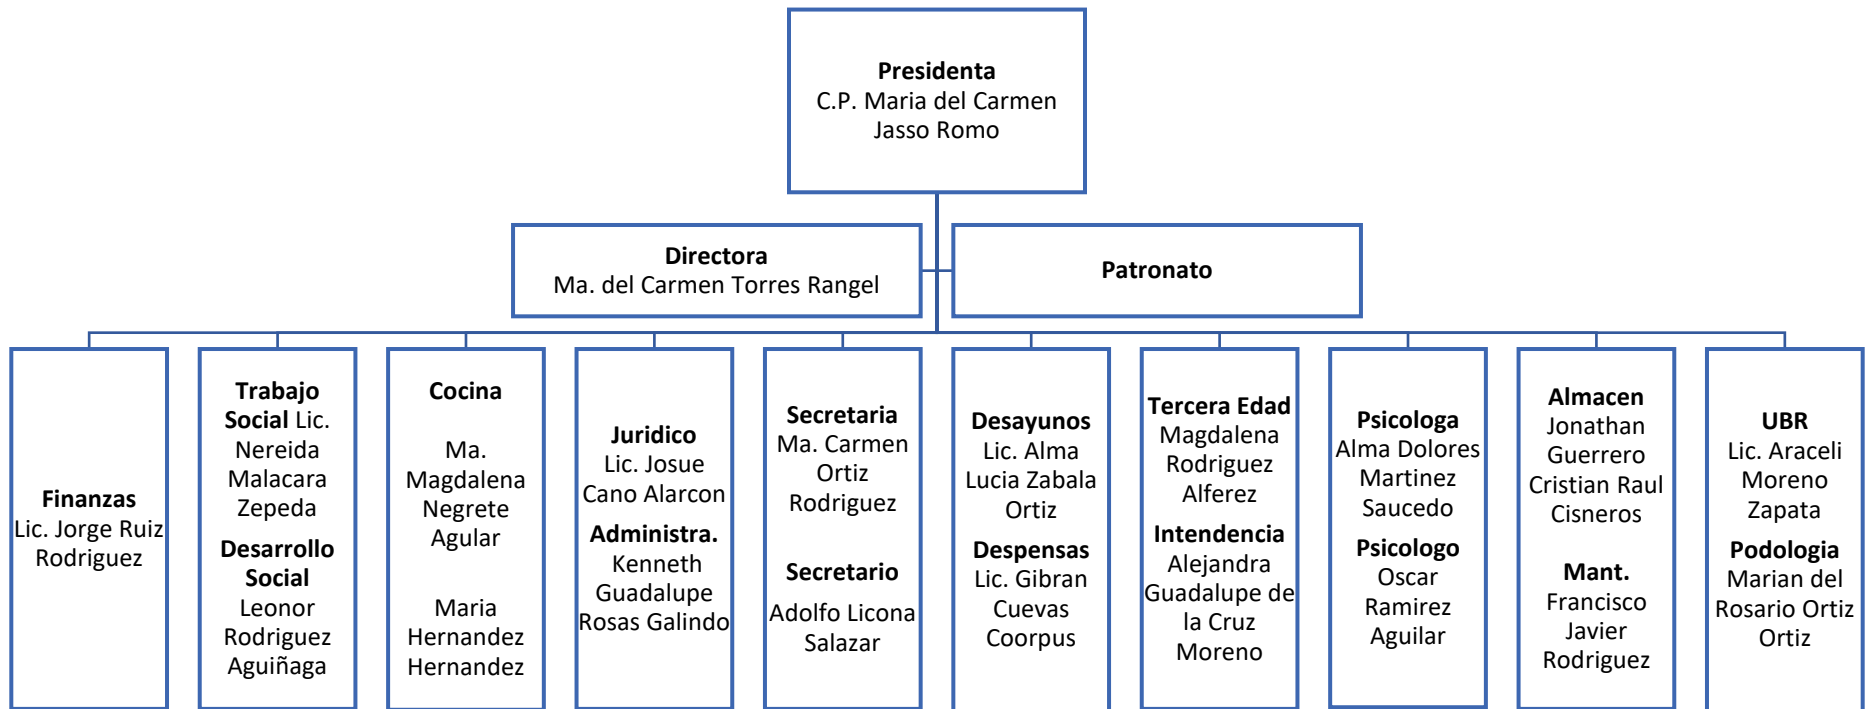 Presidenta
C.P. Maria del Carmen
Jasso Romo
Directora
Ma. del Carmen Torres Rangel
Patronato
Finanzas
Lic. Jorge Ruiz
Rodriguez
Trabajo
Social Lic.
Nereida
Malacara
Zepeda
Desarrollo
Social
Leonor
Rodriguez
Aguiñaga
Cocina
Ma.
Magdalena
Negrete
Agular
Maria
Hernandez
Hernandez
Juridico
Lic. Josue
Cano Alarcon
Administra.
Kenneth
Guadalupe
Rosas Galindo
Secretaria
Ma. Carmen
Ortiz
Rodriguez
Secretario
Adolfo Licona
Salazar
Desayunos
Lic. Alma
Lucia Zabala
Ortiz
Despensas
Lic. Gibran
Cuevas
Coorpus
Tercera Edad
Magdalena
Rodriguez
Alferez
Intendencia
Alejandra
Guadalupe de
la Cruz
Moreno
Psicologa
Alma Dolores
Martinez
Saucedo
Psicologo
Oscar
Ramirez
Aguilar
Almacen
Jonathan
Guerrero
Cristian Raul
Cisneros
Mant.
Francisco
Javier
Rodriguez
UBR
Lic. Araceli
Moreno
Zapata
Podologia
Marian del
Rosario Ortiz
Ortiz